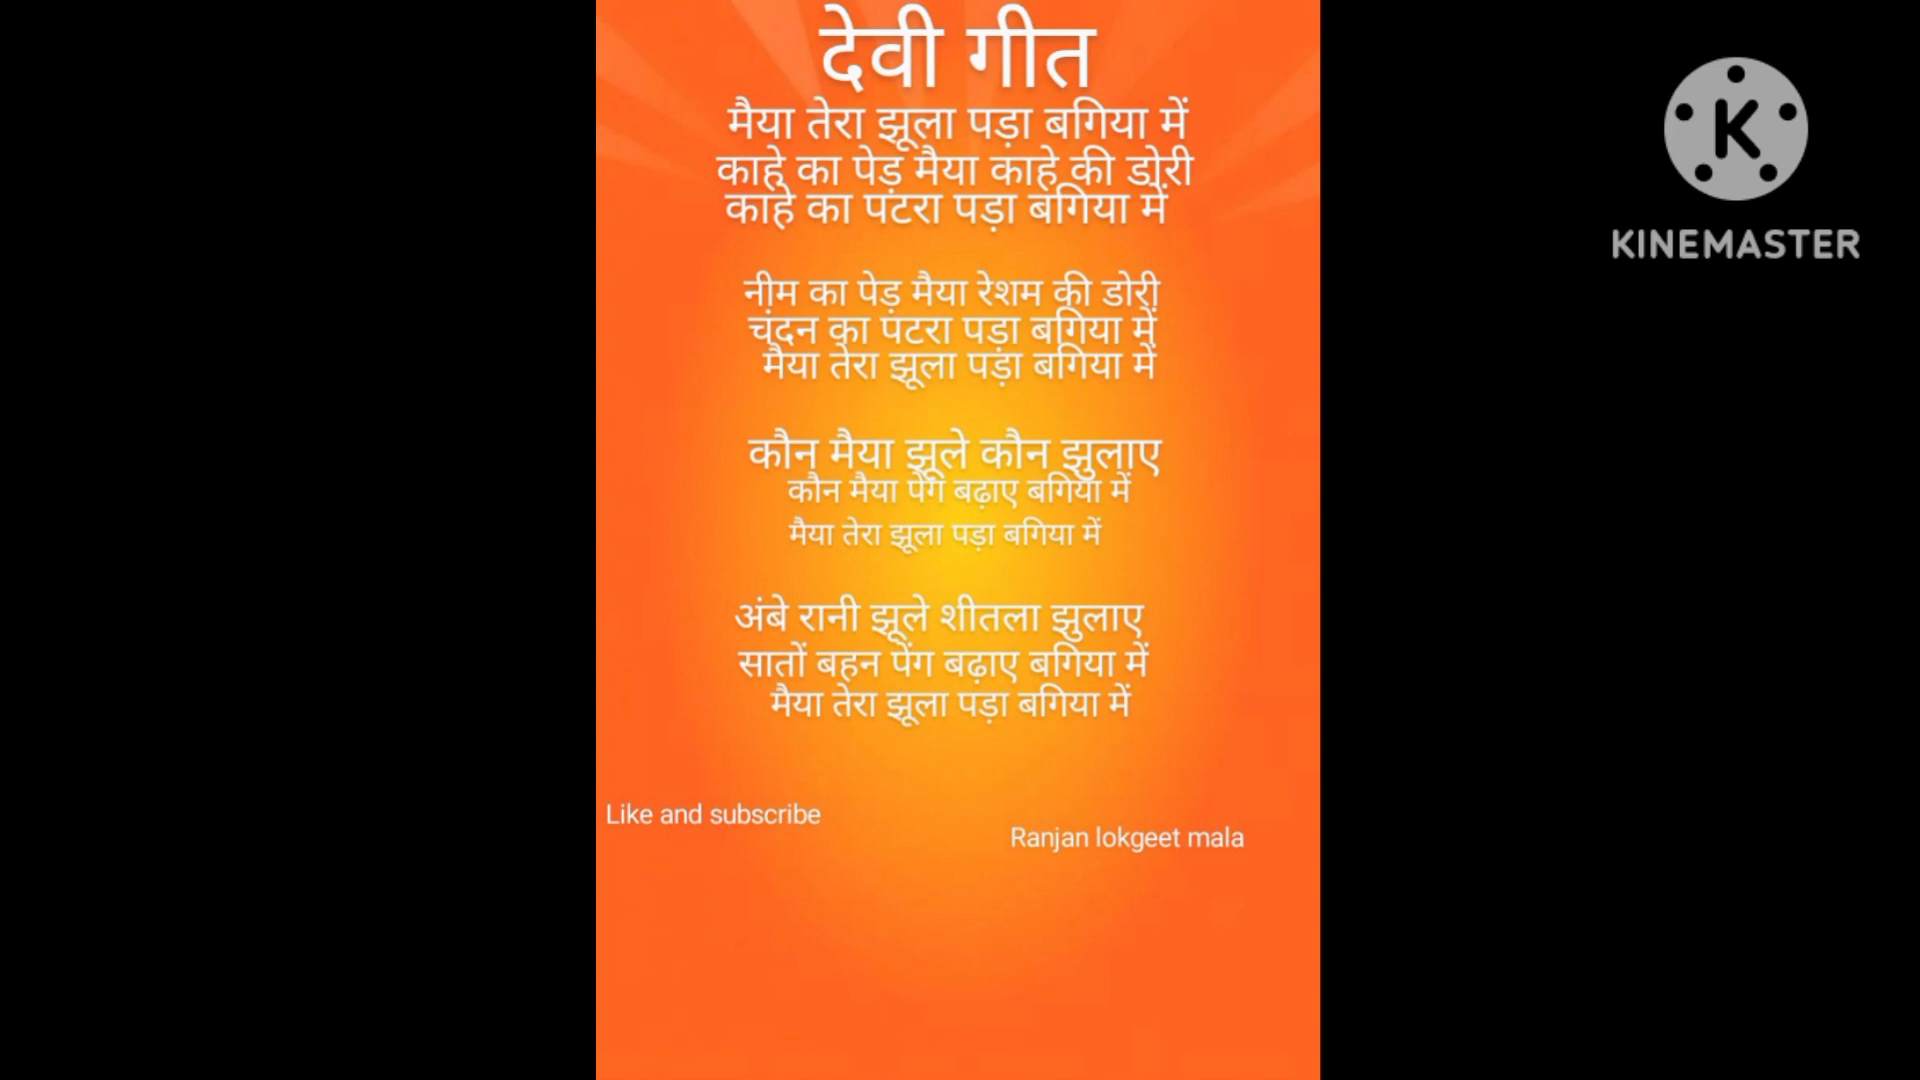 देवी गीत
मैया तेरा झूला पड़ा बगिया में
काहे का पेड़ मैया काहे की डोरी
काहे का पटरा पड़ा बगिया में
नीम का पेड़ मैया रेशम की डोरी
चंदन का पटरा पड़ा बगिया में
मैया तेरा झूला पड़ा बगिया में
कौन मैया झूले कौन झुलाए
कौन मैया पेंग बढ़ाए बगिया में
मैया तेरा झूला पड़ा बगिया में
अंबे रानी झूले शीतला झुलाए
सातों बहन पेंग बढ़ाए बगिया में
मैया तेरा झूला पड़ा बगिया में
Like and subscribe
Ranjan lokgeet mala
K
KINEMASTER